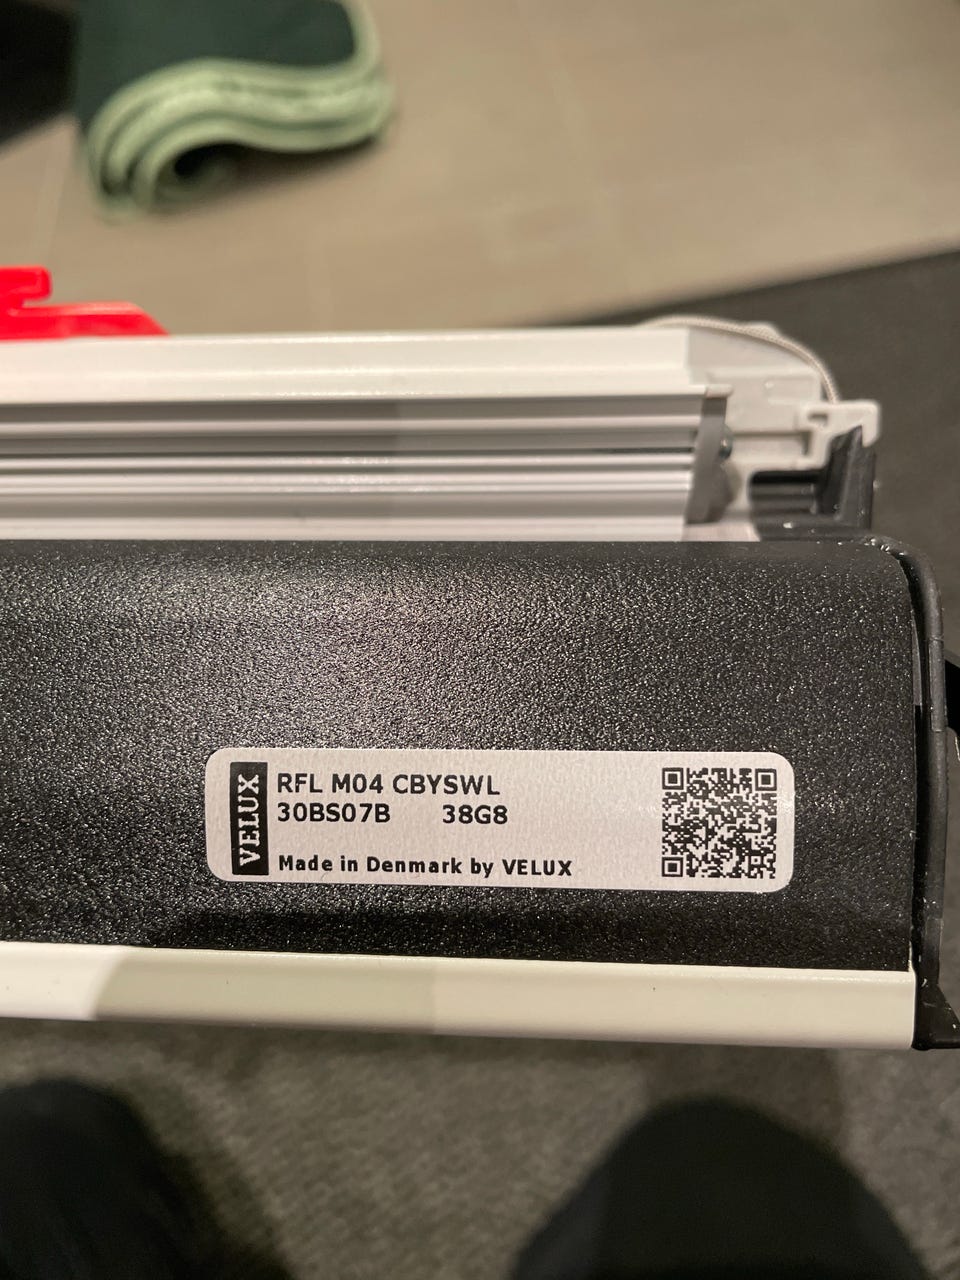 VELUX
RFL M04 CBYSWL
30BS07B 38G8
Made in Denmark by VELUX